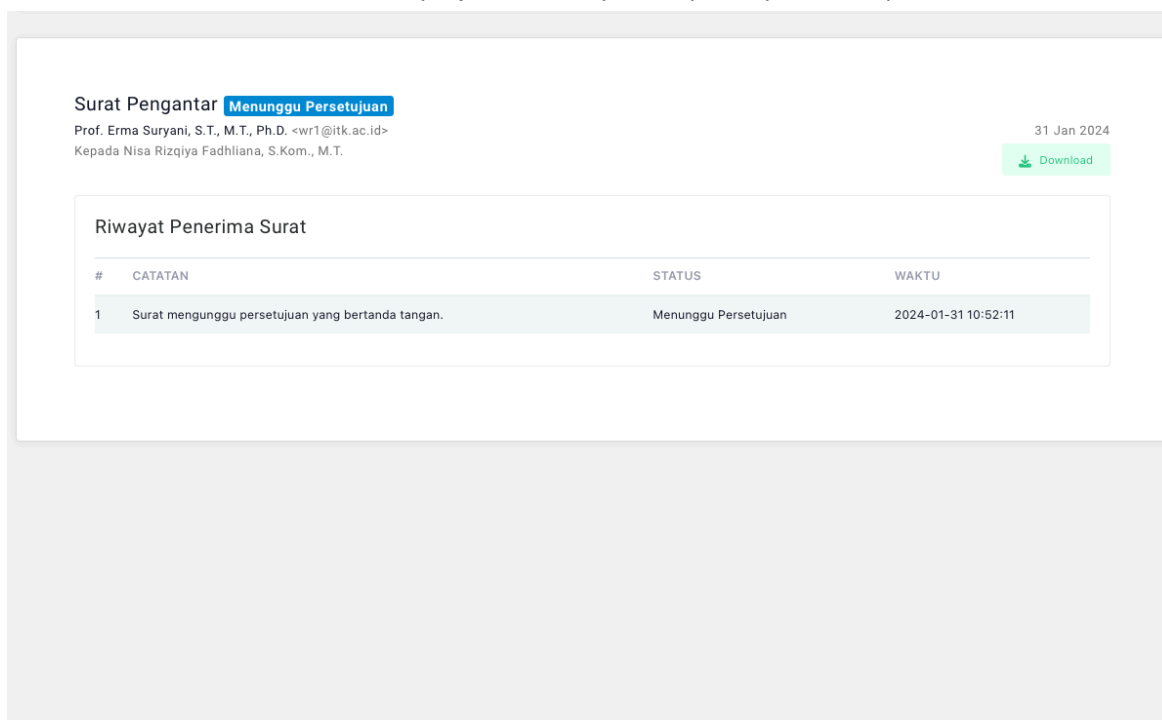 Surat Pengantar Menunggu Persetujuan
Prof. Erma Suryani, S.T., M.T., Ph.D. <wr1@itk.ac.id>
31 Jan 2024
Kepada Nisa Rizqiya Fadhliana, S.Kom., M.T.
Download
Riwayat Penerima Surat
# CATATAN STATUS WAKTU
1 Surat mengunggu persetujuan yang bertanda tangan. Menunggu Persetujuan 2024-01-31 10:52:11